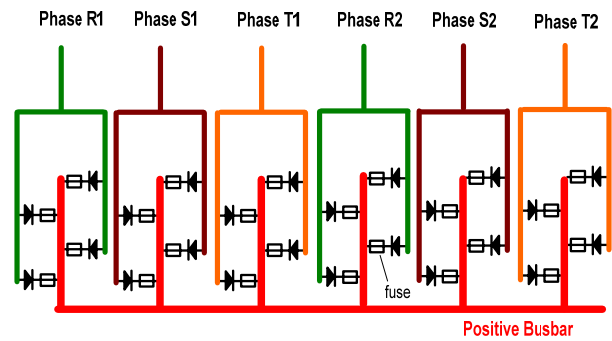 Phase R1 Phase S1 Phase T1 Phase R2 Phase S2 Phase T2
fuse
Positive Busbar